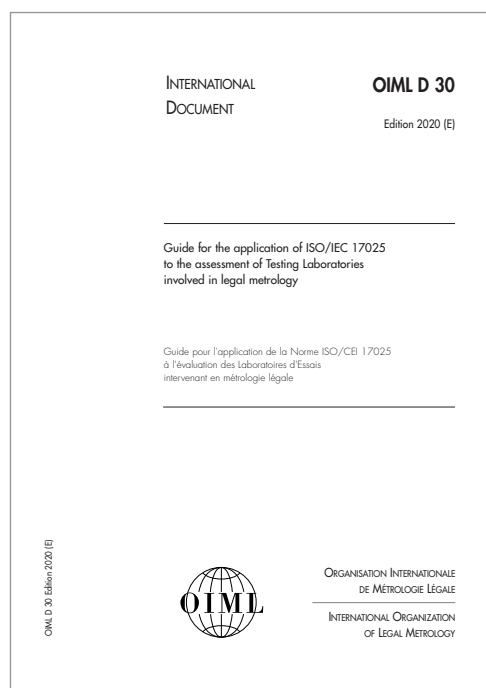 INTERNATIONAL
DOCUMENT
OIML D 30
Edition 2020 (E)
Guide for the application of ISO/IEC 17025
to the assessment of Testing Laboratories
involved in legal metrology
Guide pour l'application de la Norme ISO/CEI 17025
à l'évaluation des Laboratoires d'Essais
intervenant en métrologie légale
OIML D 30 Edition 2020 (E)
OIML
ORGANISATION INTERNATIONALE
DE MÉTROLOGIE LÉGALE
INTERNATIONAL ORGANIZATION
OF LEGAL METROLOGY